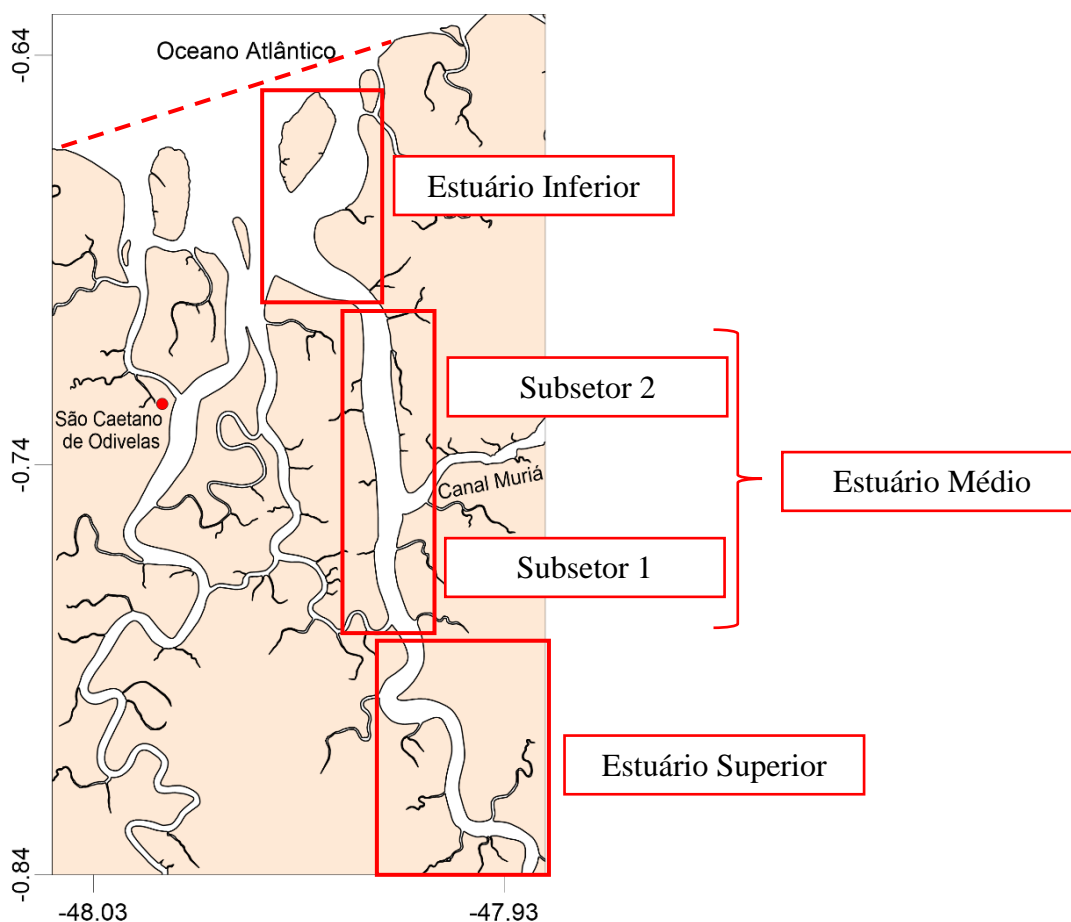 -0.64
Oceano Atlântico
Estuário Inferior
Subsetor 2
São Caetano
de Odivelas
-0.74
Canal Muriá
Estuário Médio
Subsetor 1
Estuário Superior
-0.84
-48.03
-47.93